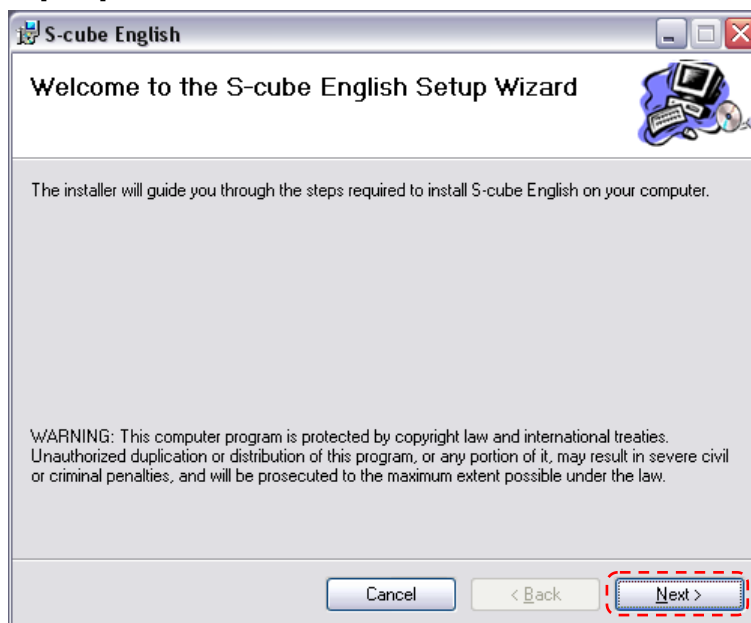 S-cube English
Welcome to the S-cube English Setup Wizard
The installer will guide you through the steps required to install S-cube English on your computer.
WARNING: This computer program is protected by copyright law and international treaties.
Unauthorized duplication or distribution of this program, or any portion of it, may result in severe civil
or criminal penalties, and will be prosecuted to the maximum extent possible under the law.
Cancel < Back Next >